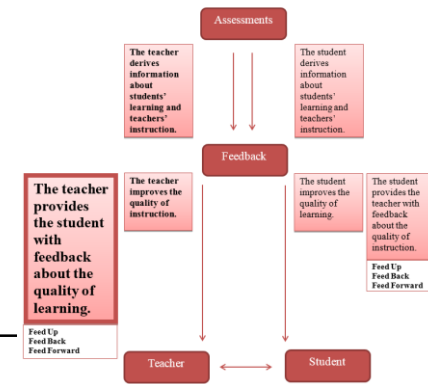 Assessments
The teacher
derives
information
about
students'
learning and
teachers'
instruction.
The student
derives
information
about
students'
learning and
teachers'
instruction.
Feedback
The teacher
provides
the student
with
feedback
about the
quality of
learning.
Feed Up
Feed Back
Feed Forward
The teacher
improves the
quality of
instruction.
The student
improves the
quality of
learning.
The student
provides the
teacher with
feedback
about the
quality of
instruction.
Feed Up
Feed Back
Feed Forward
Teacher
Student